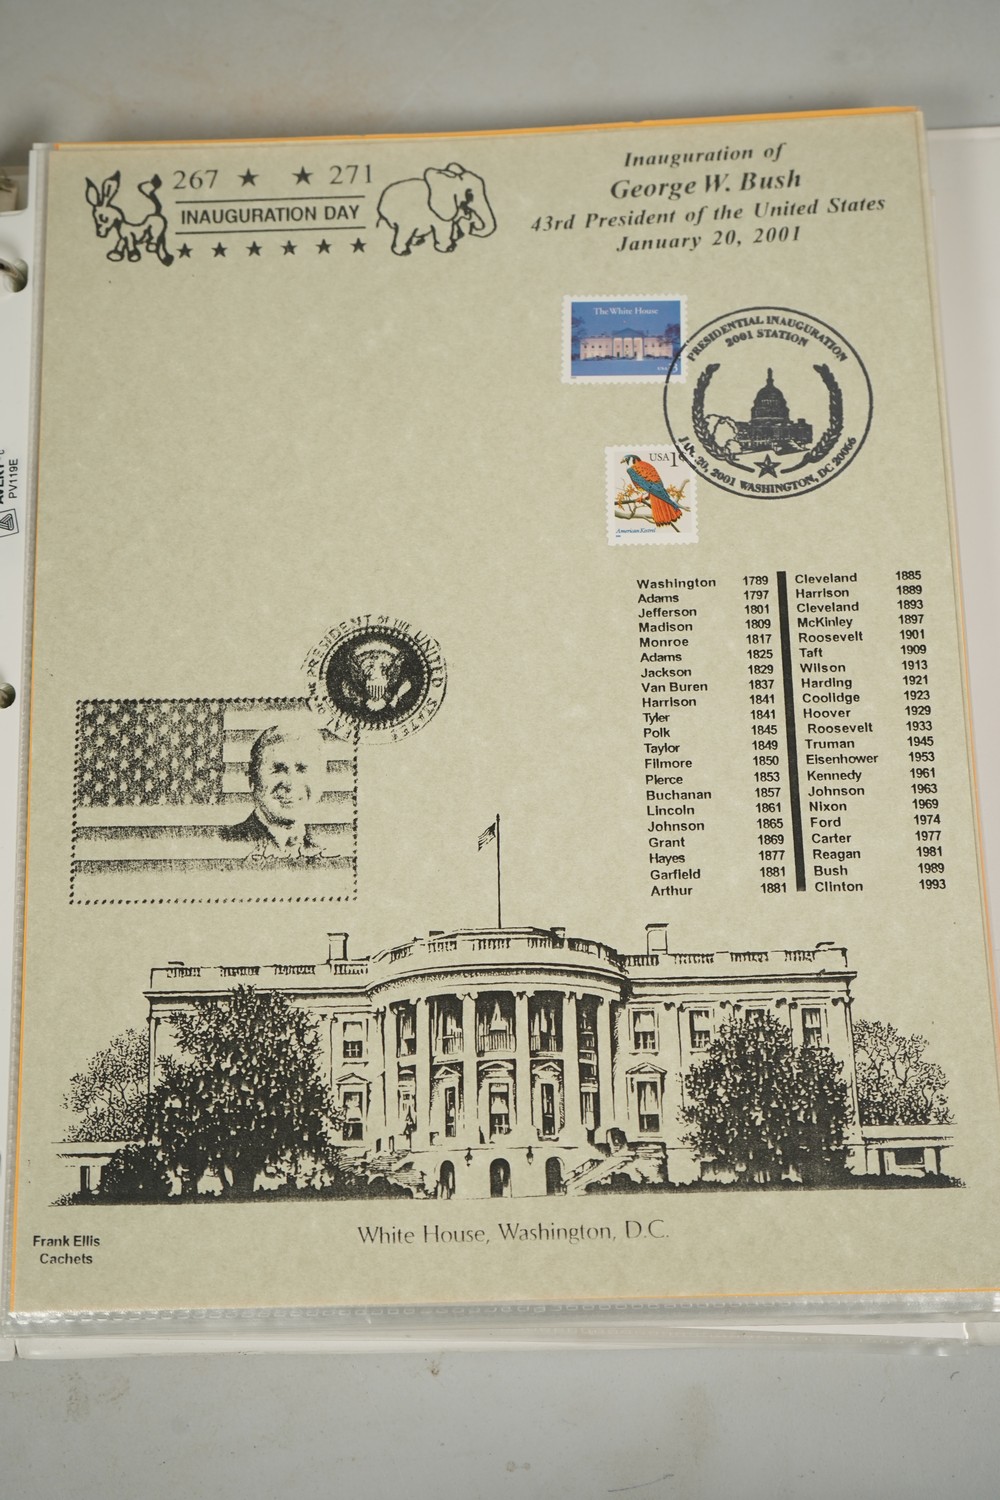 267 ★ ★ 271
INAUGURATION DAY
★ ★ ★ ★ ★ ★
Inauguration of
George W. Bush
43rd President of the United States
January 20, 2001
The White House
PRESIDENTIAL INAUGURATION
2001 STATION
JAN. 20, 2001 WASHINGTON, DC 20066
USA 1¢
American Kestrel
PV119E
PRESIDENT OF THE UNITED STATES
Washington 1789 Cleveland 1885
Adams 1797 Harrison 1889
Jefferson 1801 Cleveland 1893
Madison 1809 McKinley 1897
Monroe 1817 Roosevelt 1901
Adams 1825 Taft 1909
Jackson 1829 Wilson 1913
Van Buren 1837 Harding 1921
Harrison 1841 Coolidge 1923
Tyler 1841 Hoover 1929
Polk 1845 Roosevelt 1933
Taylor 1849 Truman 1945
Filmore 1850 Eisenhower 1953
Pierce 1853 Kennedy 1961
Buchanan 1857 Johnson 1963
Lincoln 1861 Nixon 1969
Johnson 1865 Ford 1974
Grant 1869 Carter 1977
Hayes 1877 Reagan 1981
Garfield 1881 Bush 1989
Arthur 1881 Clinton 1993
White House, Washington, D.C.
Frank Ellis
Cachets